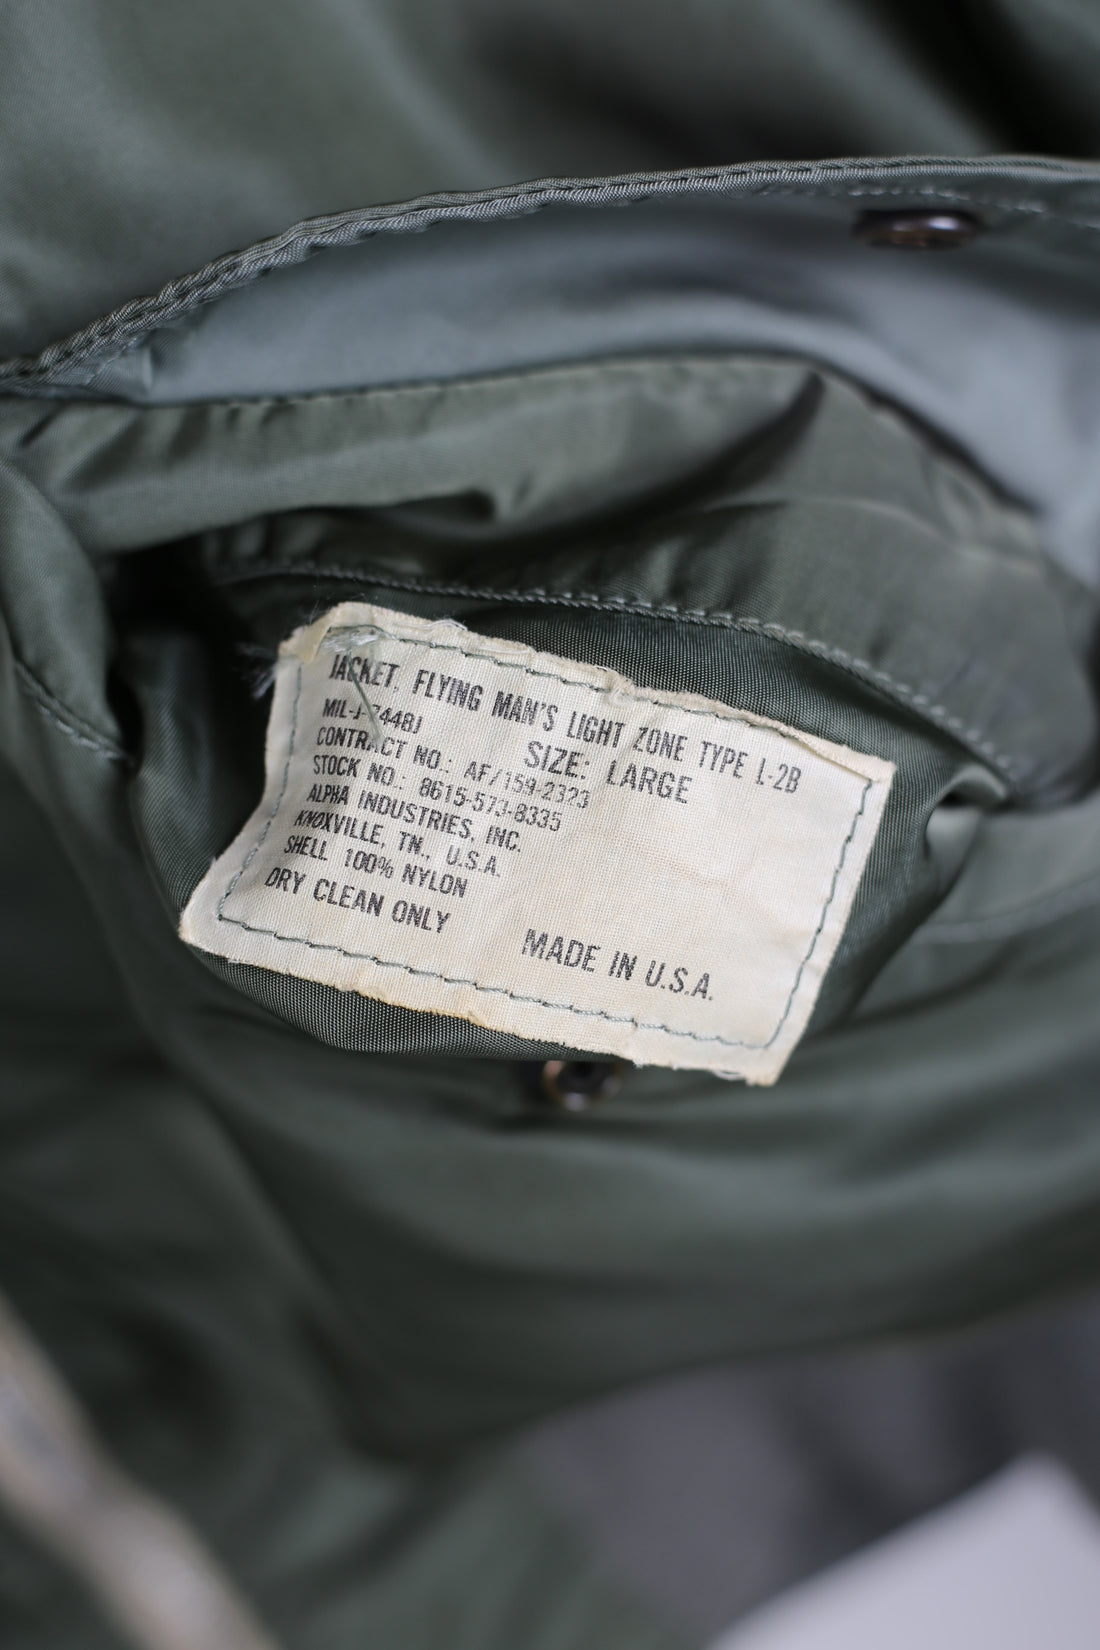 JACKET, FLYING MAN'S LIGHT ZONE TYPE L-2B
MIL-J-7448J
SIZE: LARGE
CONTRACT NO.: AF/159-2323
STOCK NO.: 8615-573-8335
ALPHA INDUSTRIES, INC.
KNOXVILLE, TN., U.S.A.
SHELL 100% NYLON
DRY CLEAN ONLY
MADE IN U.S.A.